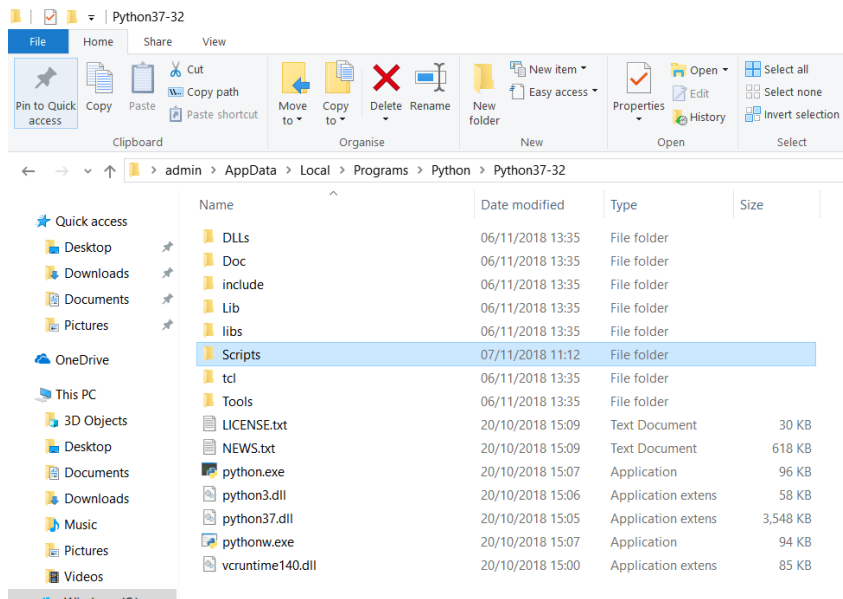 Python37-32
File Home Share View
Pin to Quick access
Copy
Paste
Cut
Copy path
Paste shortcut
Clipboard
Move to
Copy to
Delete
Rename
Organise
New folder
New item
Easy access
New
Properties
Open
Edit
History
Open
Select all
Select none
Invert selection
Select
admin > AppData > Local > Programs > Python > Python37-32
Quick access
Desktop
Downloads
Documents
Pictures
OneDrive
This PC
3D Objects
Desktop
Documents
Downloads
Music
Pictures
Videos
Name Date modified Type Size
DLLs 06/11/2018 13:35 File folder
Doc 06/11/2018 13:35 File folder
include 06/11/2018 13:35 File folder
Lib 06/11/2018 13:35 File folder
libs 06/11/2018 13:35 File folder
Scripts 07/11/2018 11:12 File folder
tcl 06/11/2018 13:35 File folder
Tools 06/11/2018 13:35 File folder
LICENSE.txt 20/10/2018 15:09 Text Document 30 KB
NEWS.txt 20/10/2018 15:09 Text Document 618 KB
python.exe 20/10/2018 15:07 Application 96 KB
python3.dll 20/10/2018 15:06 Application extens 58 KB
python37.dll 20/10/2018 15:05 Application extens 3,548 KB
pythonw.exe 20/10/2018 15:07 Application 94 KB
vcruntime140.dll 20/10/2018 15:00 Application extens 85 KB